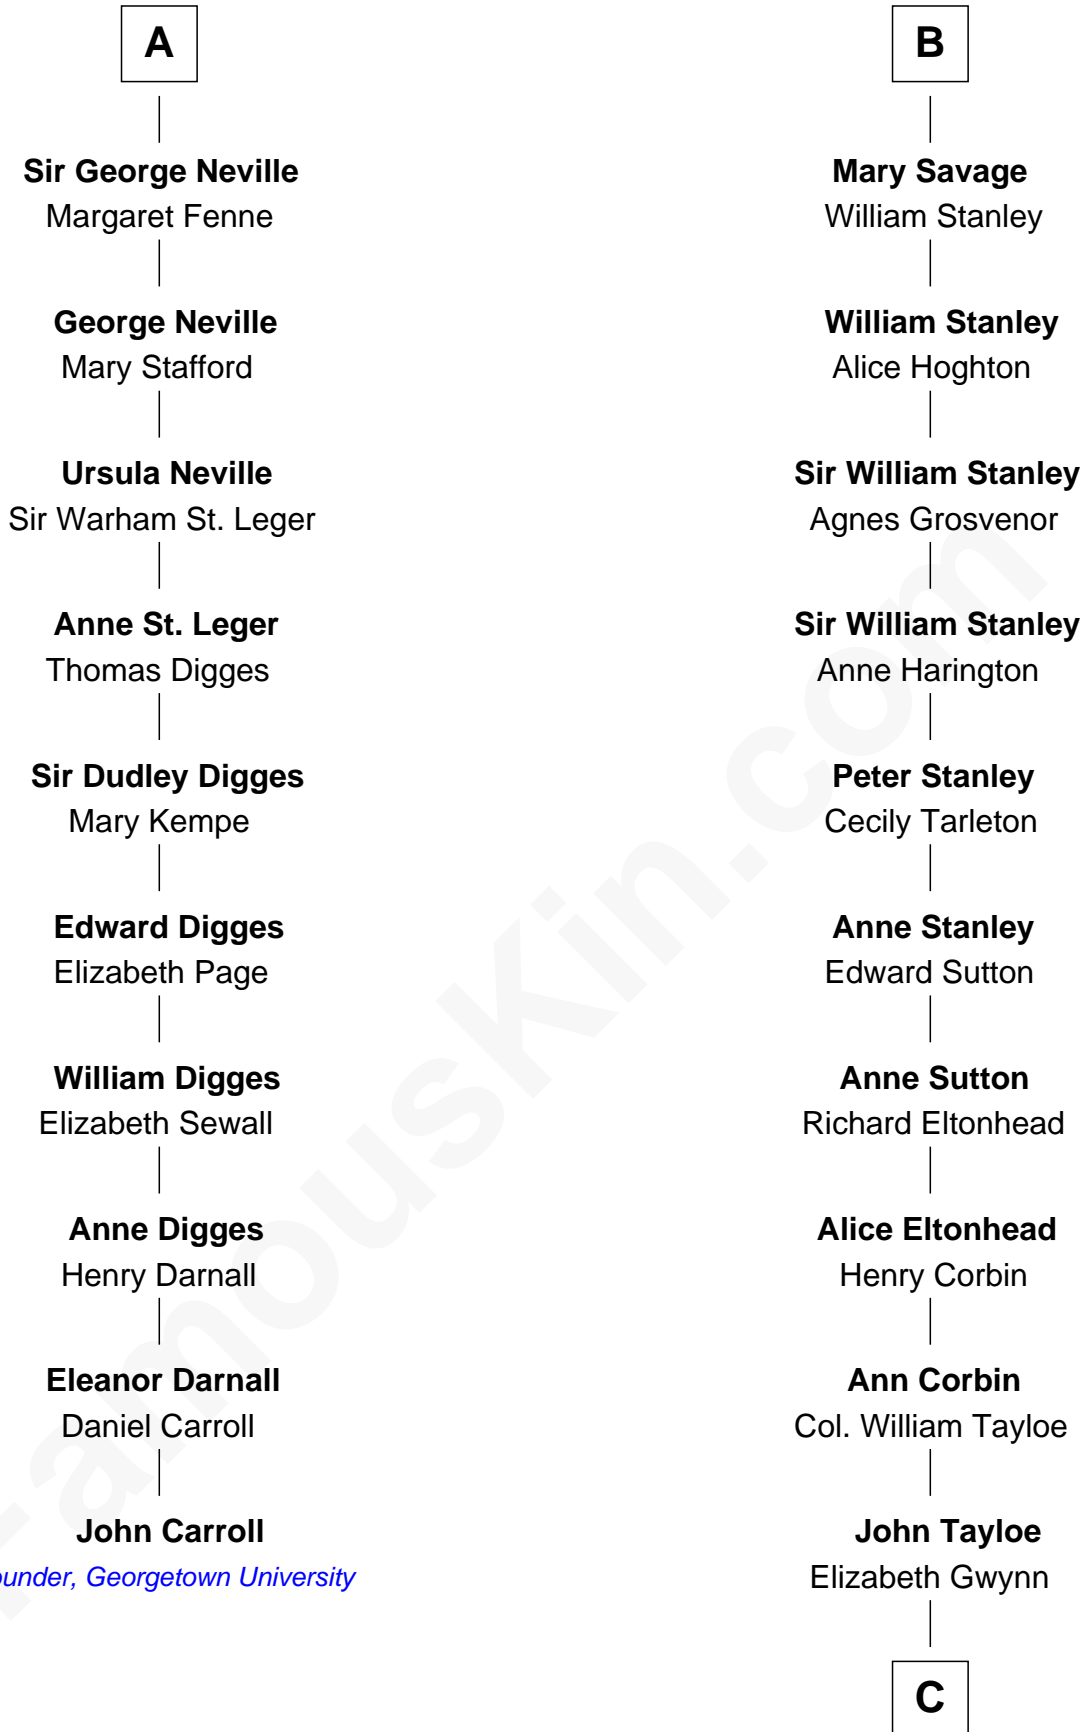 A
Sir George Neville
Margaret Fenne
George Neville
Mary Stafford
Ursula Neville
Sir Warham St. Leger
Anne St. Leger
Thomas Digges
Sir Dudley Digges
Mary Kempe
Edward Digges
Elizabeth Page
William Digges
Elizabeth Sewall
Anne Digges
Henry Darnall
Eleanor Darnall
Daniel Carroll
John Carroll
Georgetown University
B
Mary Savage
William Stanley
William Stanley
Alice Hoghton
Sir William Stanley
Agnes Grosvenor
Sir William Stanley
Anne Harington
Peter Stanley
Cecily Tarleton
Anne Stanley
Edward Sutton
Anne Sutton
Richard Eltonhead
Alice Eltonhead
Henry Corbin
Ann Corbin
Col. William Tayloe
John Tayloe
Elizabeth Gwynn
C
FamousKin.com